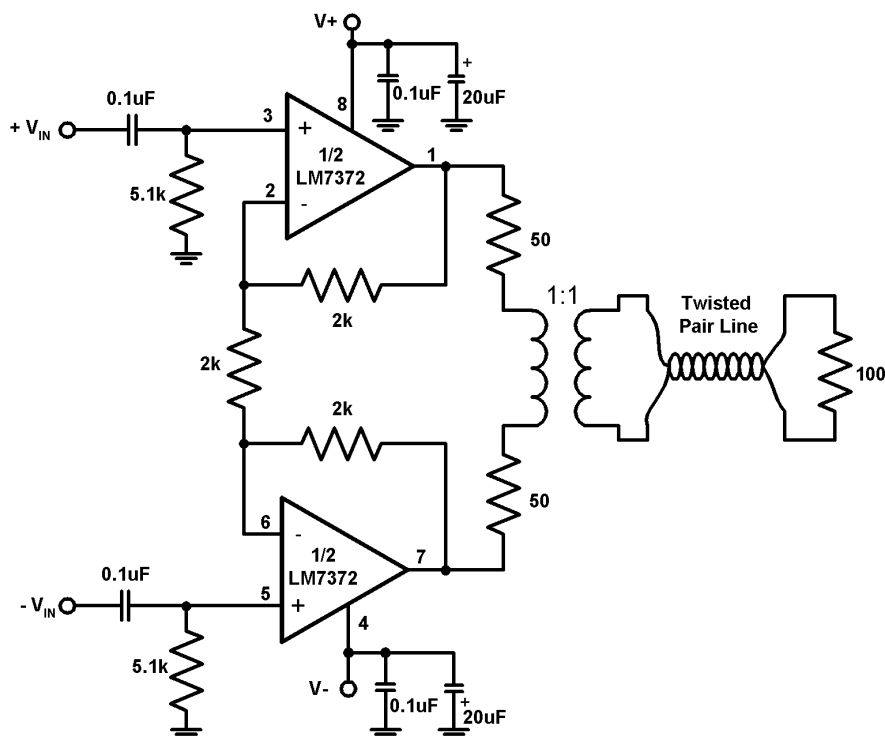 V+
+
0.1uF
8
0.1uF
20uF
+ VIN
3
+
1/2
LM7372
1
5.1k
2
-
50
2k
1:1
Twisted
Pair Line
2k
100
2k
50
6
-
1/2
LM7372
7
0.1uF
- VIN
5
+
4
5.1k
V-
0.1uF
+
20uF